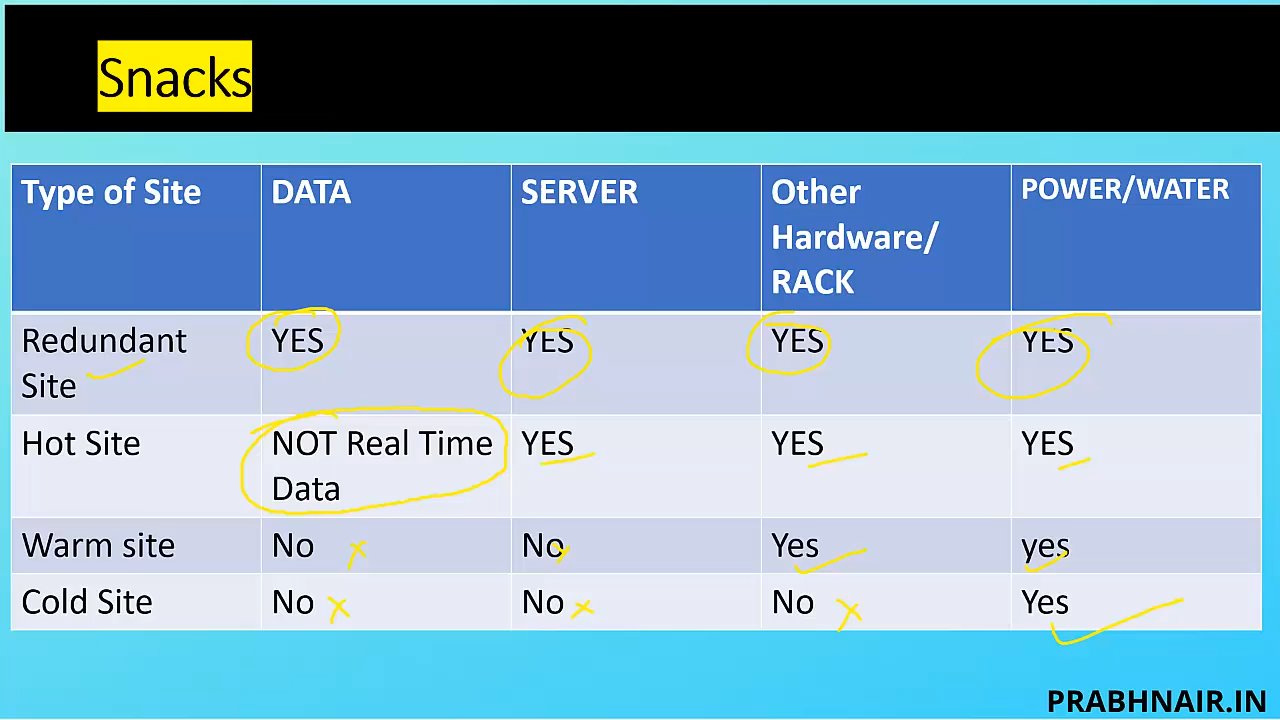 Snacks
Type of Site DATA SERVER Other Hardware/ RACK POWER/WATER
Redundant Site YES YES YES YES
Hot Site NOT Real Time Data YES YES YES
Warm site No No Yes yes
Cold Site No No No Yes
PRABHNAIR.IN